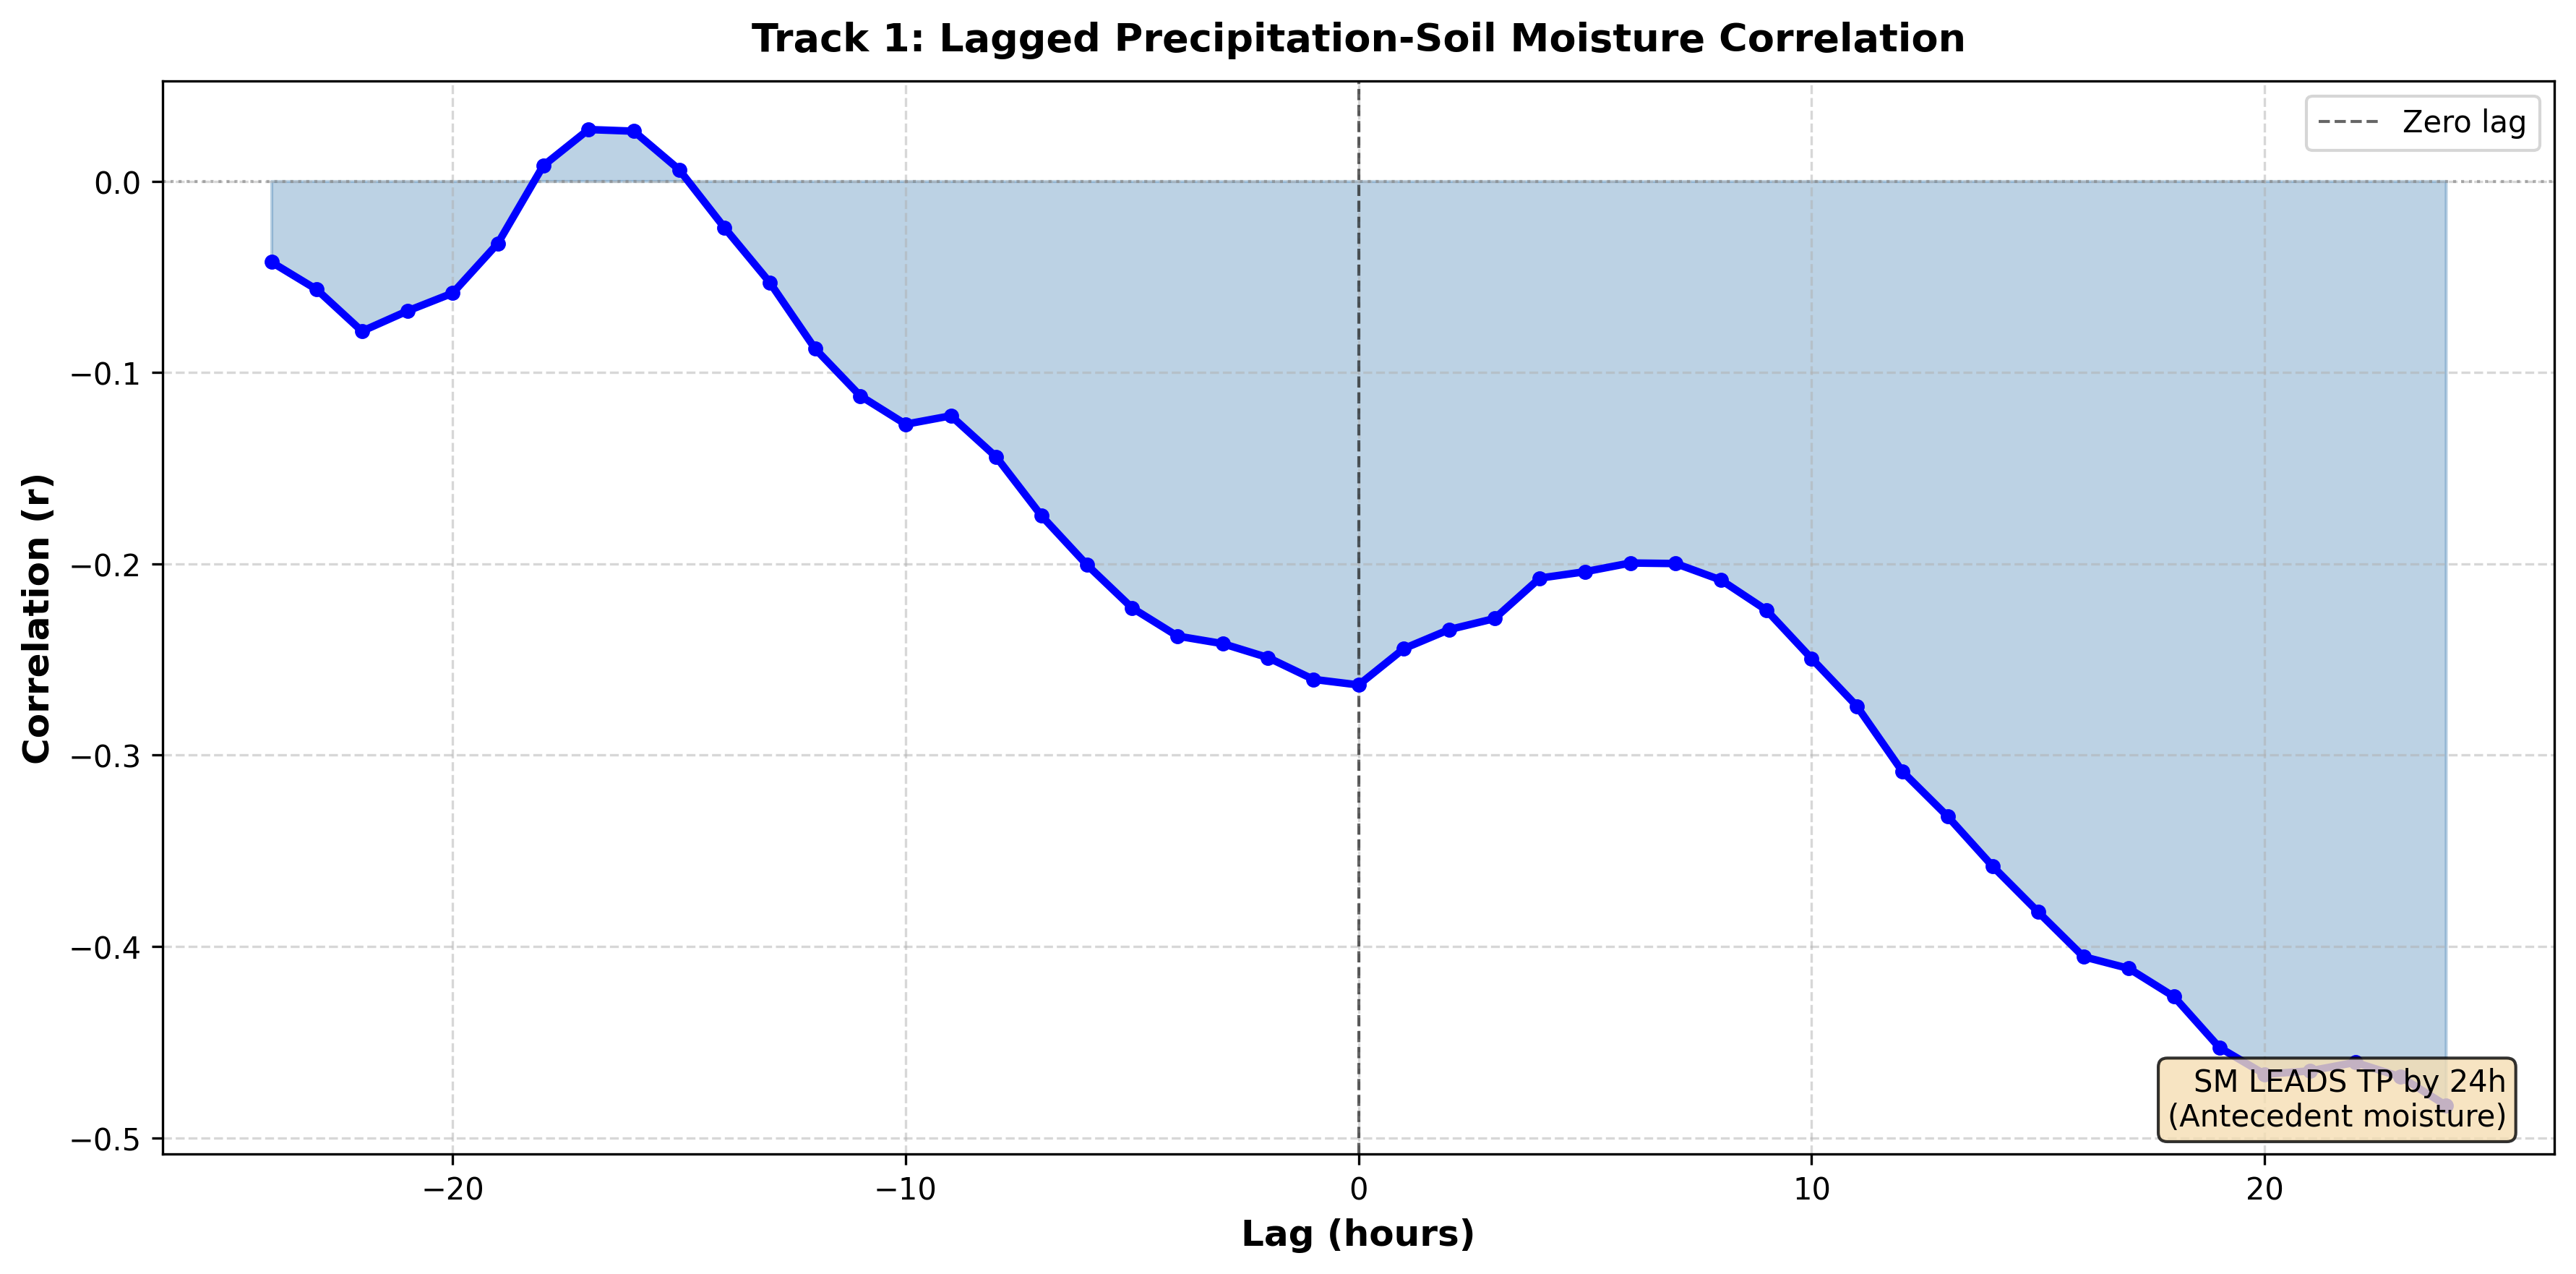 Track 1: Lagged Precipitation-Soil Moisture Correlation
Zero lag
0.0
−0.1
−0.2
−0.3
−0.4
−0.5
Correlation (r)
SM LEADS TP by 24h
(Antecedent moisture)
−20
−10
0
10
20
Lag (hours)